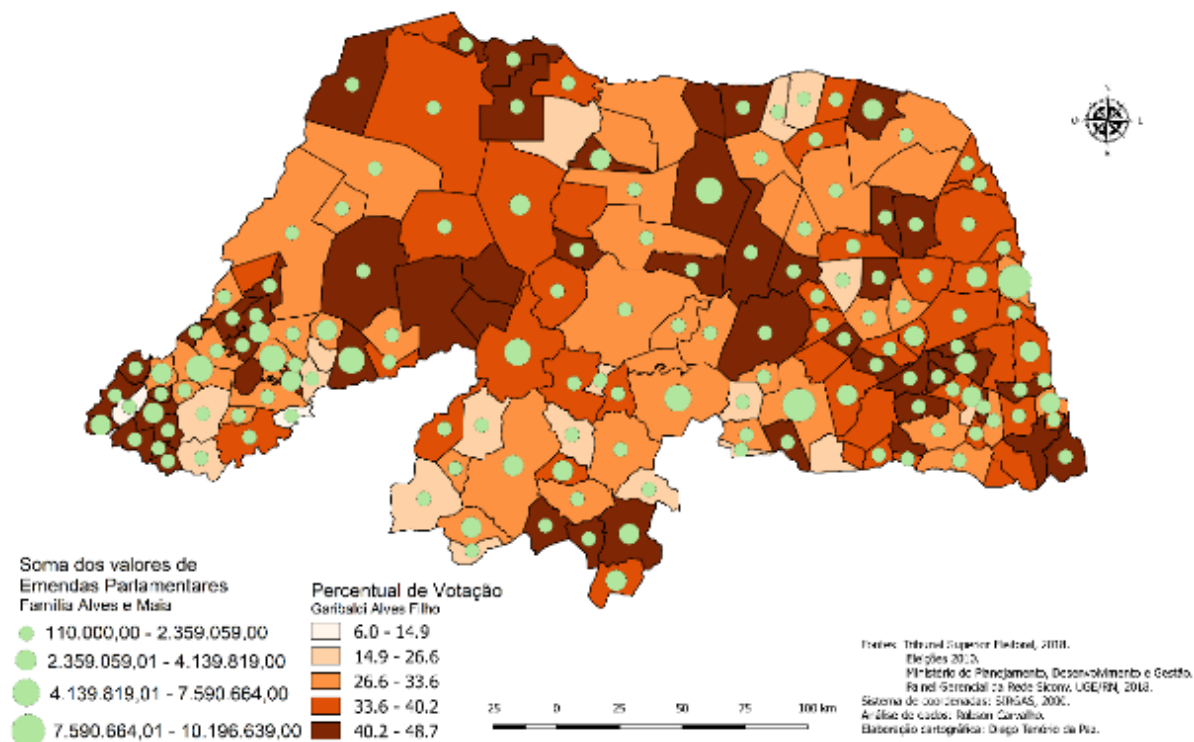 Soma dos valores de
Emendas Parlamentares
Família Alves e Maia
110.000,00 - 2.359.059,00
2.359.059,01 - 4.139.819,00
4.139.819,01 - 7.590.664,00
7.590.664,01 - 10.196.639,00
Percentual de Votação
Garibaldi Alves Filho
6.0 - 14.9
14.9 - 26.6
26.6 - 33.6
33.6 - 40.2
40.2 - 48.7
25 0 25 50 75 100 km
Fontes: Tribunal Superior Eleitoral, 2018.
Eleições 2010.
Ministério do Planejamento, Desenvolvimento e Gestão.
Painel Gerencial da Rede Siconv. UGE/RN, 2018.
Sistema de coordenadas: SIRGAS, 2000.
Análise de dados: Robson Carvalho.
Elaboração cartográfica: Diego Tenório da Paz.